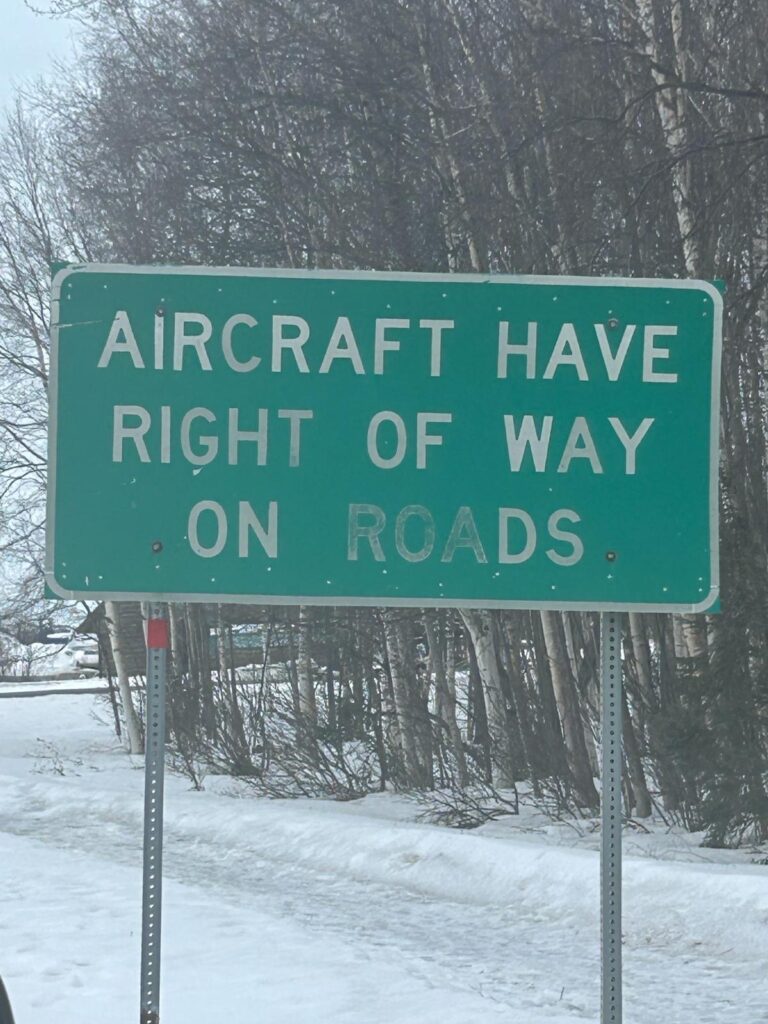 AIRCRAFT HAVE
RIGHT OF WAY
ON ROADS